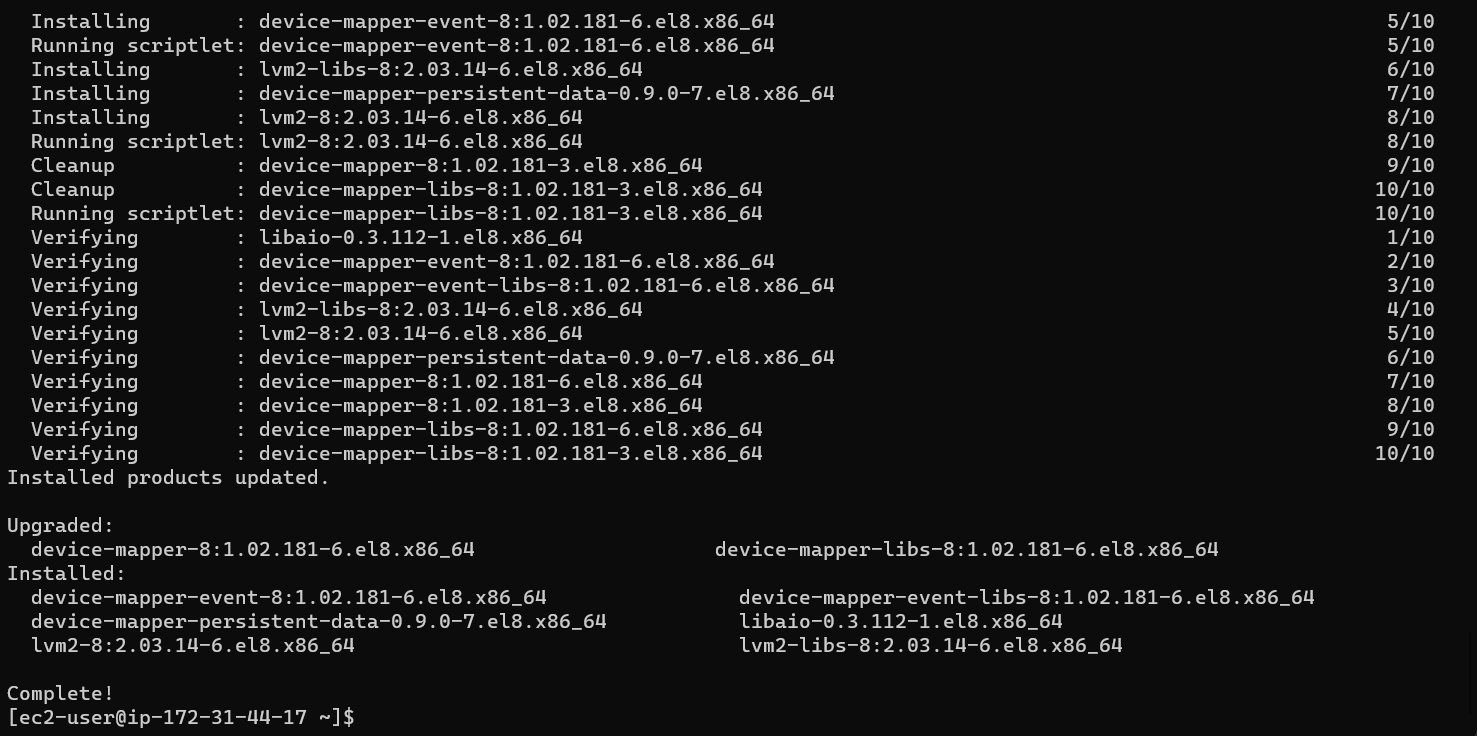 Installing : device-mapper-event-8:1.02.181-6.el8.x86_64 5/10
Running scriptlet: device-mapper-event-8:1.02.181-6.el8.x86_64 5/10
Installing : lvm2-libs-8:2.03.14-6.el8.x86_64 6/10
Installing : device-mapper-persistent-data-0.9.0-7.el8.x86_64 7/10
Installing : lvm2-8:2.03.14-6.el8.x86_64 8/10
Running scriptlet: lvm2-8:2.03.14-6.el8.x86_64 8/10
Cleanup : device-mapper-8:1.02.181-3.el8.x86_64 9/10
Cleanup : device-mapper-libs-8:1.02.181-3.el8.x86_64 10/10
Running scriptlet: device-mapper-libs-8:1.02.181-3.el8.x86_64 10/10
Verifying : libaio-0.3.112-1.el8.x86_64 1/10
Verifying : device-mapper-event-8:1.02.181-6.el8.x86_64 2/10
Verifying : device-mapper-event-libs-8:1.02.181-6.el8.x86_64 3/10
Verifying : lvm2-libs-8:2.03.14-6.el8.x86_64 4/10
Verifying : lvm2-8:2.03.14-6.el8.x86_64 5/10
Verifying : device-mapper-persistent-data-0.9.0-7.el8.x86_64 6/10
Verifying : device-mapper-8:1.02.181-6.el8.x86_64 7/10
Verifying : device-mapper-8:1.02.181-3.el8.x86_64 8/10
Verifying : device-mapper-libs-8:1.02.181-6.el8.x86_64 9/10
Verifying : device-mapper-libs-8:1.02.181-3.el8.x86_64 10/10
Installed products updated.
Upgraded:
device-mapper-8:1.02.181-6.el8.x86_64 device-mapper-libs-8:1.02.181-6.el8.x86_64
Installed:
device-mapper-event-8:1.02.181-6.el8.x86_64 device-mapper-event-libs-8:1.02.181-6.el8.x86_64
device-mapper-persistent-data-0.9.0-7.el8.x86_64 libaio-0.3.112-1.el8.x86_64
lvm2-8:2.03.14-6.el8.x86_64 lvm2-libs-8:2.03.14-6.el8.x86_64
Complete!
[ec2-user@ip-172-31-44-17 ~]$